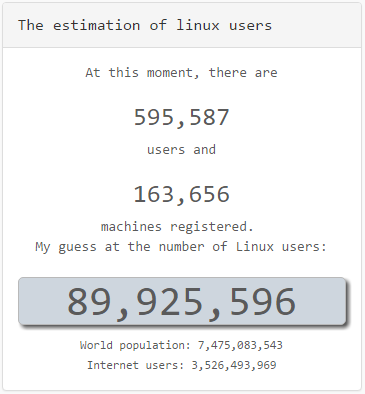 The estimation of linux users
At this moment, there are
595,587
users and
163,656
machines registered.
My guess at the number of Linux users:
89,925,596
World population: 7,475,083,543
Internet users: 3,526,493,969